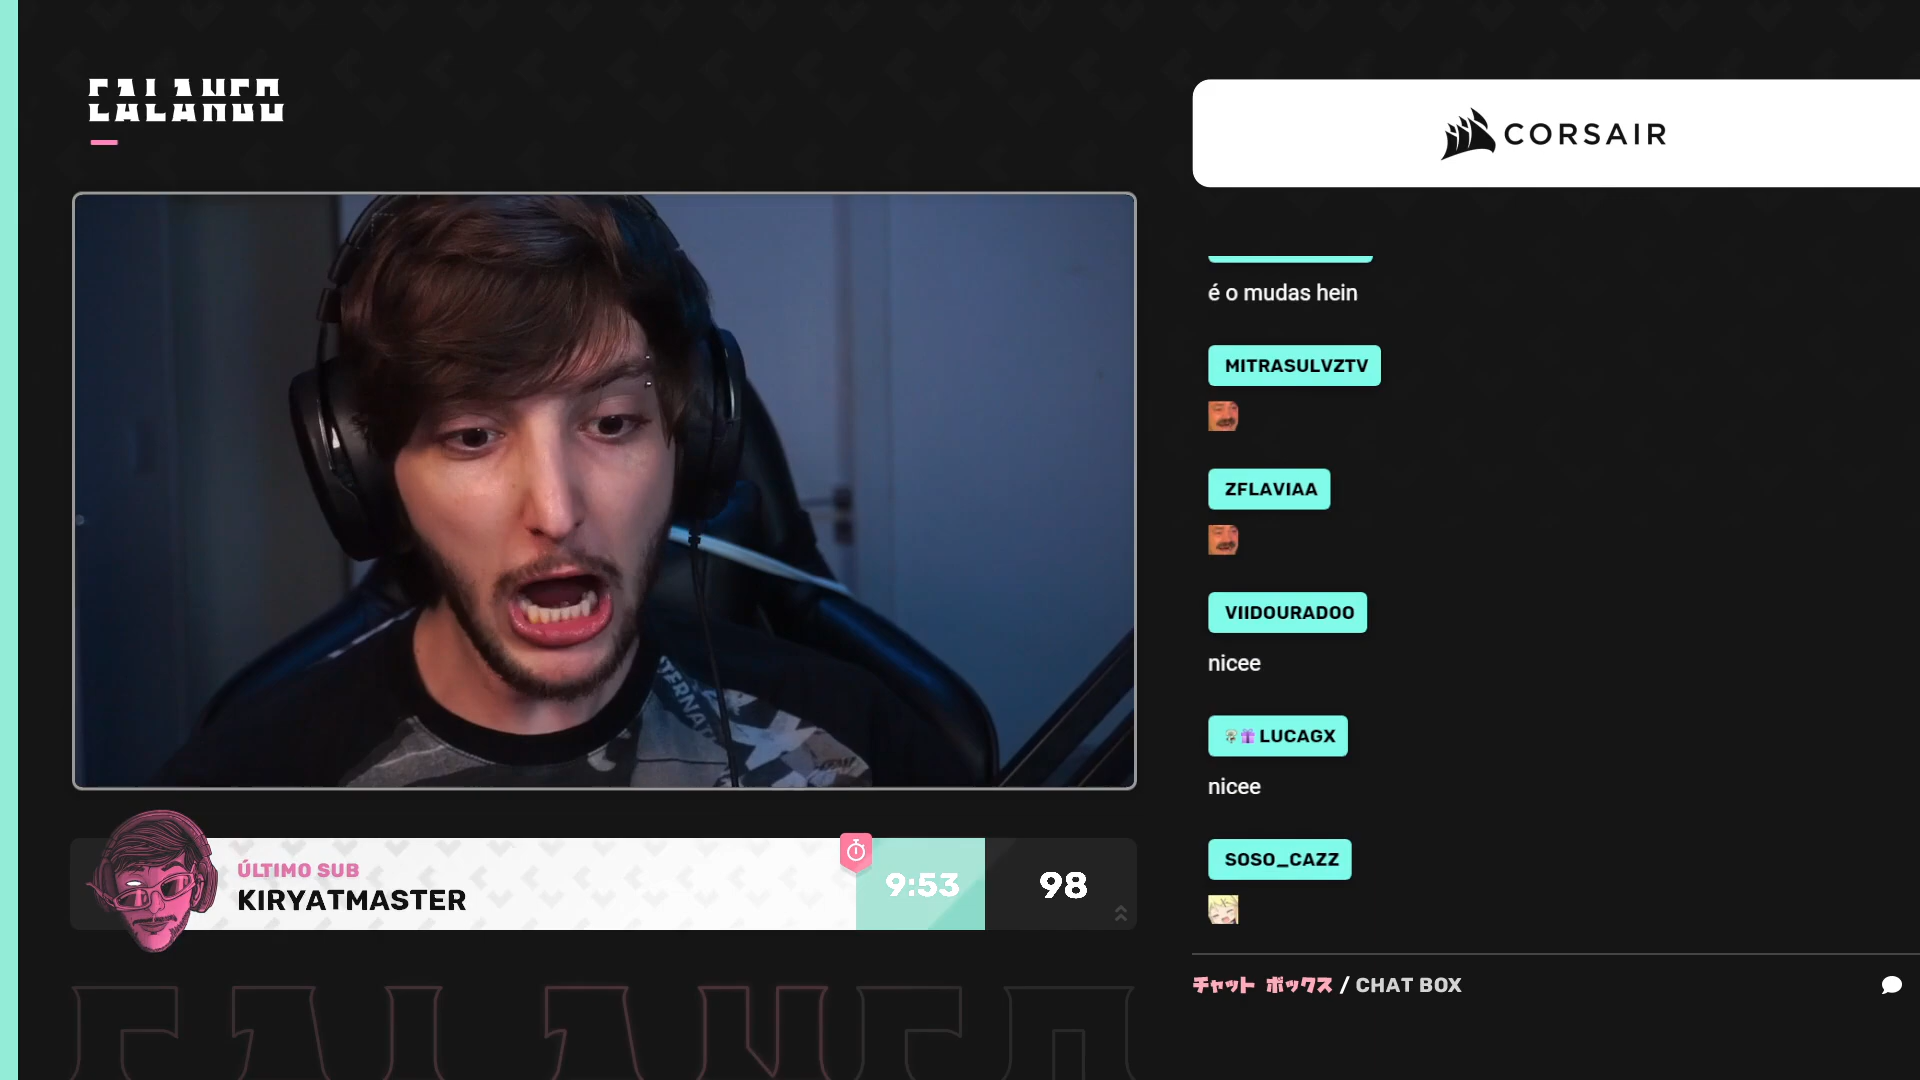 CALANGO
CORSAIR
é o mudas hein
MITRASULVZTV
ZFLAVIAA
VIIDOURADOO
nicee
LUCAGX
nicee
SOSO_CAZZ
ÚLTIMO SUB
KIRYATMASTER
9:53
98
チャット ボックス / CHAT BOX
CALANGO